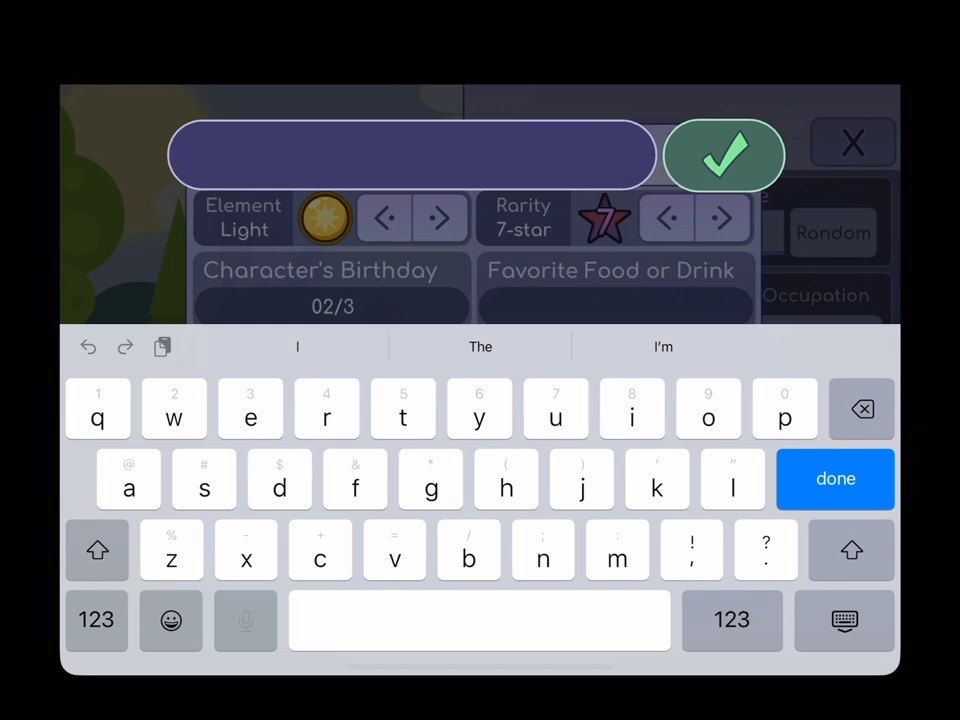 X
Element
Light
Rarity
7-star
7
e
Random
Character's Birthday
Favorite Food or Drink
02/3
Occupation
I
The
I'm
1 2 3 4 5 6 7 8 9 0
q w e r t y u i o p
@ # $ & * ( ) ' "
a s d f g h j k l
done
% - + = / ; : ! ?
z x c v b n m , .
123
123